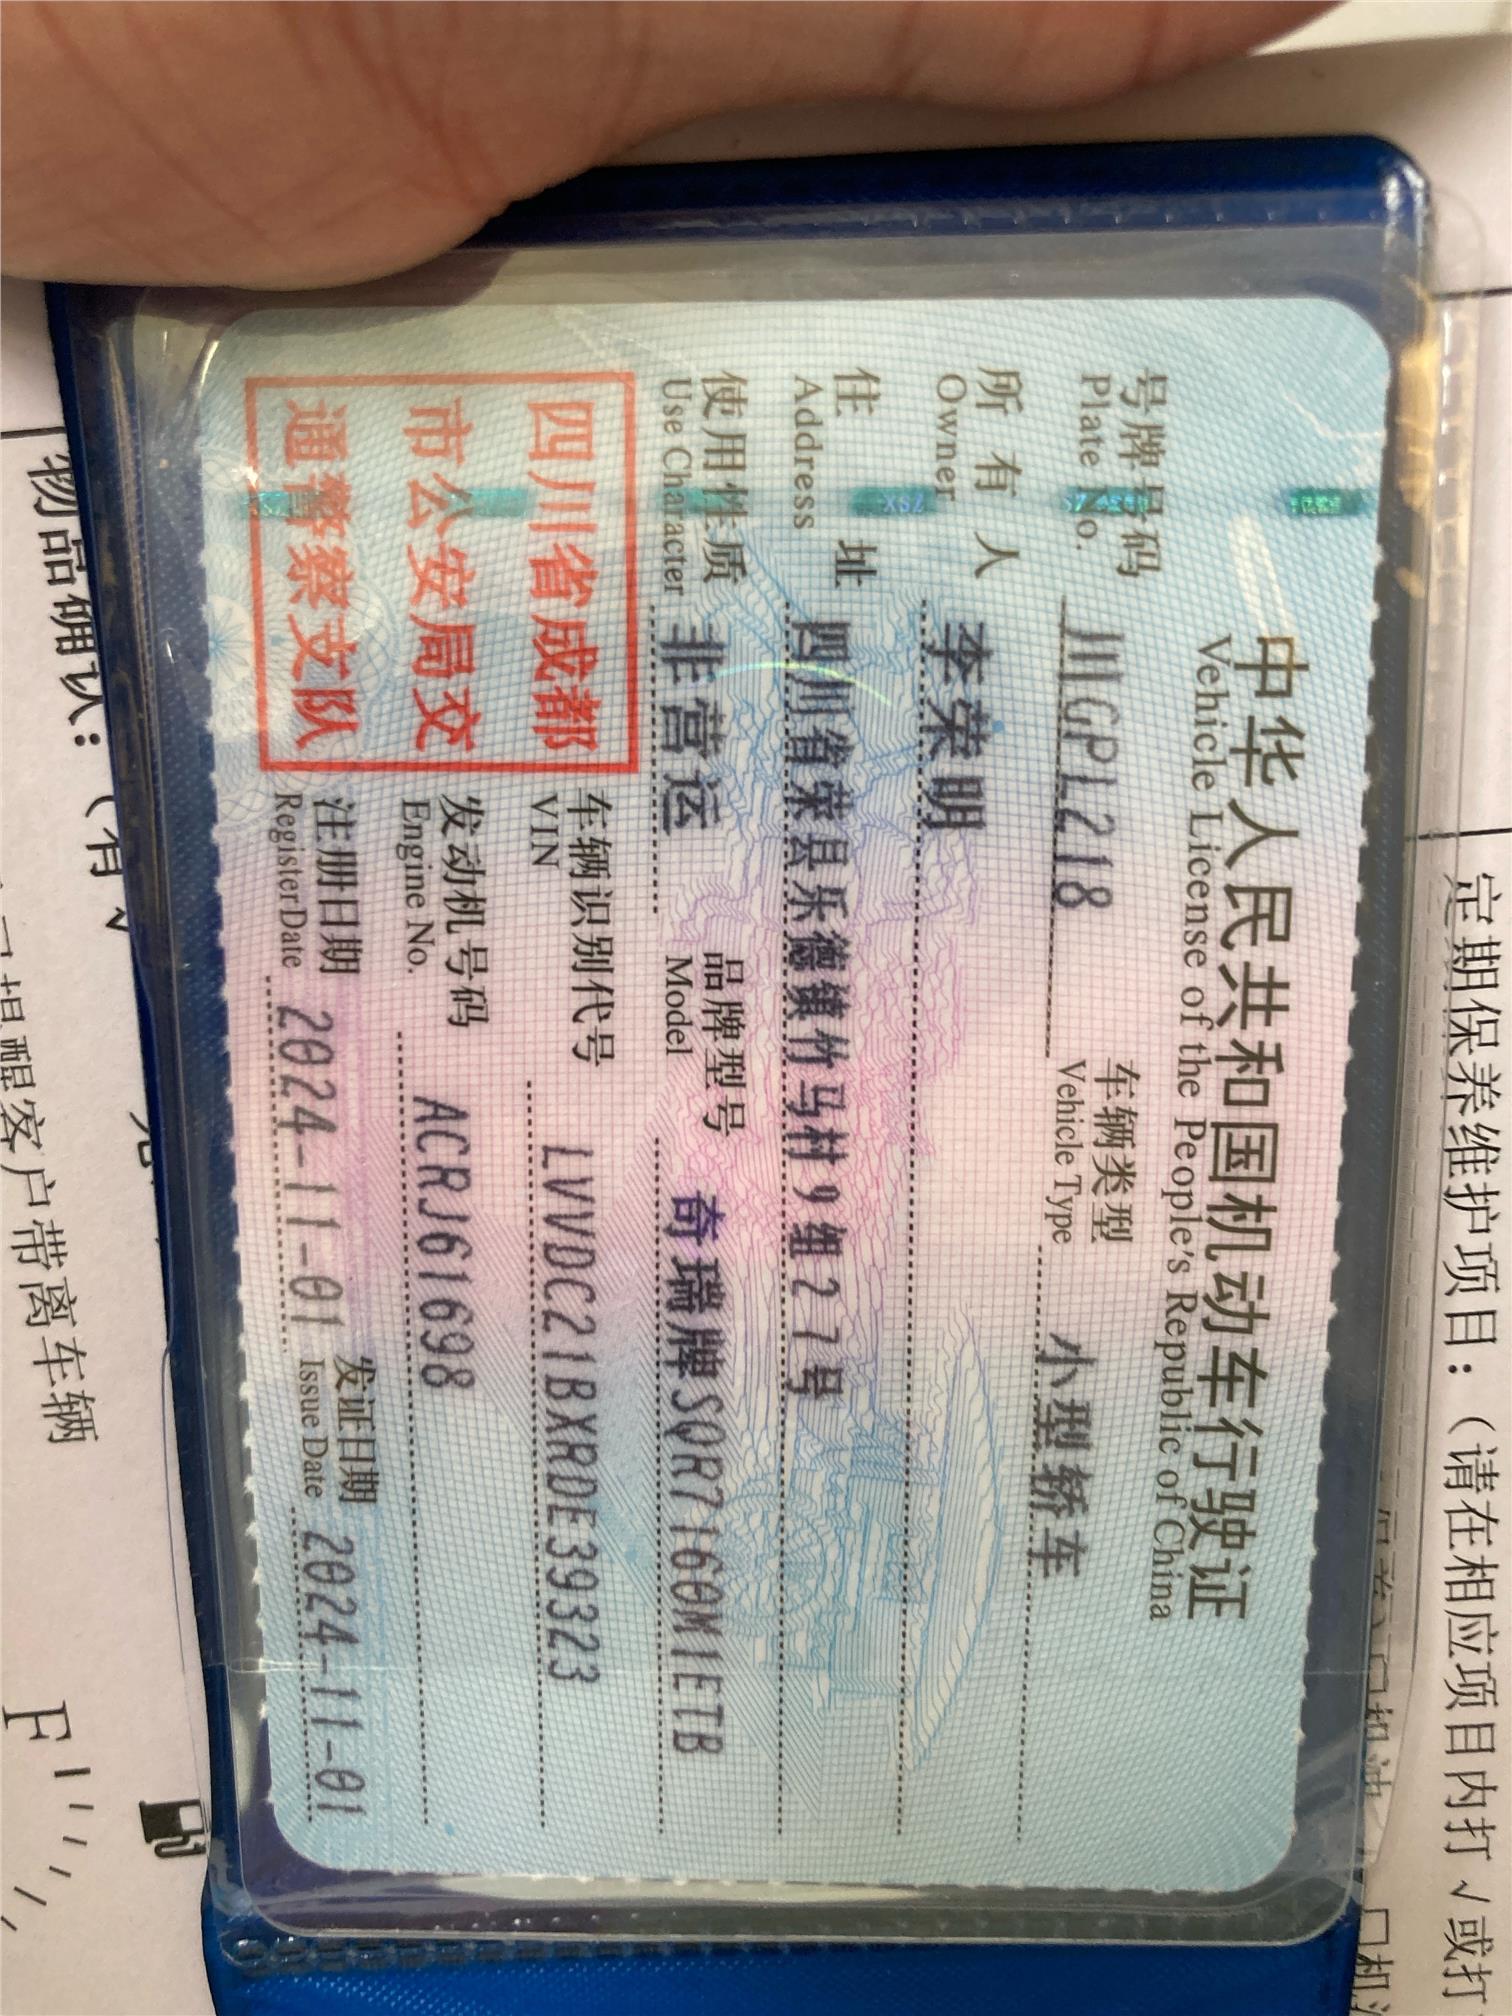 中华人民共和国机动车行驶证
Vehicle License of the People's Republic of China
号牌号码 川GPL218 车辆类型 小型轿车
Plate No. Vehicle Type
所有人 李荣明
Owner
住址 四川省荣县乐德镇竹马村9组27号
Address
使用性质 非营运 品牌型号 奇瑞牌SQR7160M1ETB
Use Character Model
四川省成都
市公安局交
通警察支队
车辆识别代号 LVVDC21BXRDE39323
VIN
发动机号码 ACRJ61698
Engine No.
注册日期 2024-11-01 发证日期 2024-11-01
Register Date Issue Date
定期保养维护项目:（请在相应项目内打√或打
物品确认:（有
提醒客户带离车辆
F